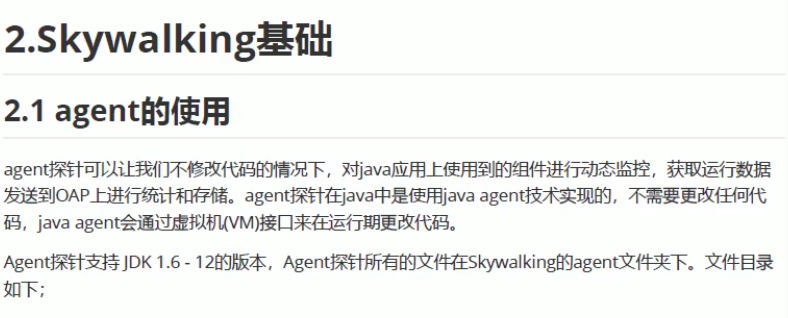 2.Skywalking基础
2.1 agent的使用
agent探针可以让我们不修改代码的情况下，对java应用上使用到的组件进行动态监控，获取运行数据
发送到OAP上进行统计和存储。agent探针在java中是使用java agent技术实现的，不需要更改任何代
码，java agent会通过虚拟机(VM)接口来在运行期更改代码。
Agent探针支持 JDK 1.6 - 12的版本，Agent探针所有的文件在Skywalking的agent文件夹下。文件目录
如下；